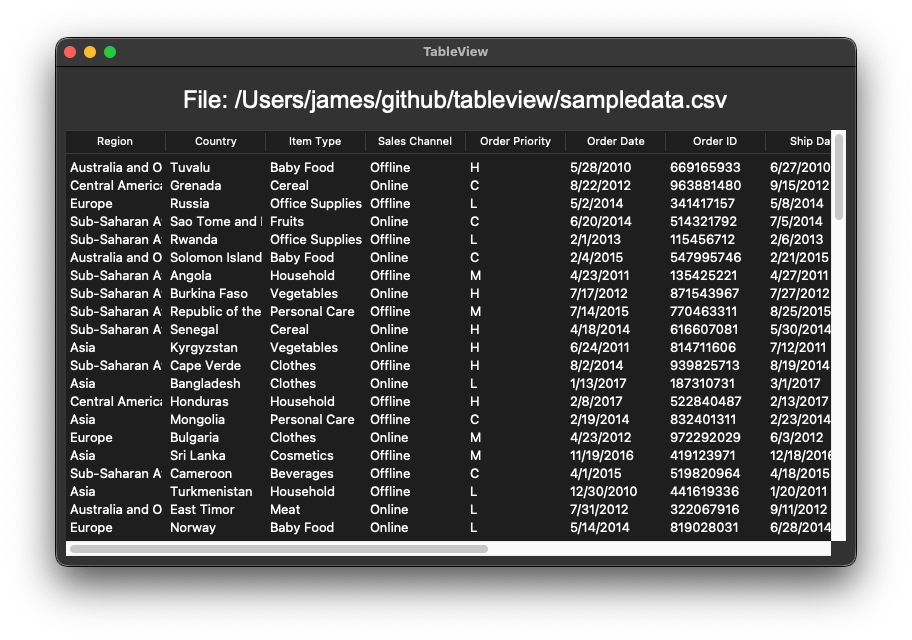 TableView
File: /Users/james/github/tableview/sampledata.csv
Region Country Item Type Sales Channel Order Priority Order Date Order ID Ship Da
Australia and O Tuvalu Baby Food Offline H 5/28/2010 669165933 6/27/2010
Central America Grenada Cereal Online C 8/22/2012 963881480 9/15/2012
Europe Russia Office Supplies Offline L 5/2/2014 341417157 5/8/2014
Sub-Saharan A Sao Tome and Fruits Online C 6/20/2014 514321792 7/5/2014
Sub-Saharan A Rwanda Office Supplies Offline L 2/1/2013 115456712 2/6/2013
Australia and O Solomon Island Baby Food Online C 2/4/2015 547995746 2/21/2015
Sub-Saharan A Angola Household Offline M 4/23/2011 135425221 4/27/2011
Sub-Saharan A Burkina Faso Vegetables Online H 7/17/2012 871543967 7/27/2012
Sub-Saharan A Republic of the Personal Care Offline M 7/14/2015 770463311 8/25/2015
Sub-Saharan A Senegal Cereal Online H 4/18/2014 616607081 5/30/2014
Asia Kyrgyzstan Vegetables Online H 6/24/2011 814711606 7/12/2011
Sub-Saharan A Cape Verde Clothes Offline H 8/2/2014 939825713 8/19/2014
Asia Bangladesh Clothes Online L 1/13/2017 187310731 3/1/2017
Central America Honduras Household Offline H 2/8/2017 522840487 2/13/2017
Asia Mongolia Personal Care Offline C 2/19/2014 832401311 2/23/2014
Europe Bulgaria Clothes Online M 4/23/2012 972292029 6/3/2012
Asia Sri Lanka Cosmetics Offline M 11/19/2016 419123971 12/18/2016
Sub-Saharan A Cameroon Beverages Offline C 4/1/2015 519820964 4/18/2015
Asia Turkmenistan Household Offline L 12/30/2010 441619336 1/20/2011
Australia and O East Timor Meat Online L 7/31/2012 322067916 9/11/2012
Europe Norway Baby Food Online L 5/14/2014 819028031 6/28/2014